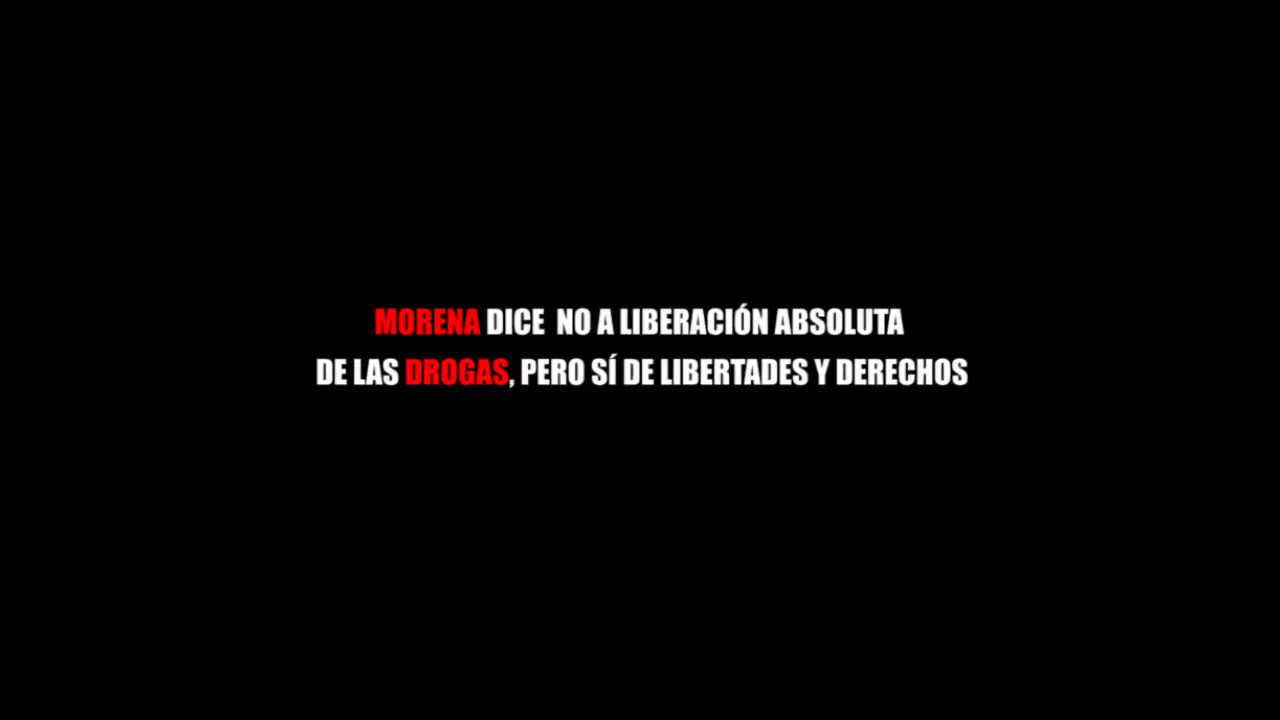 MORENA DICE  NO A LIBERACIÓN ABSOLUTA
DE LAS DROGAS, PERO SÍ DE LIBERTADES Y DERECHOS